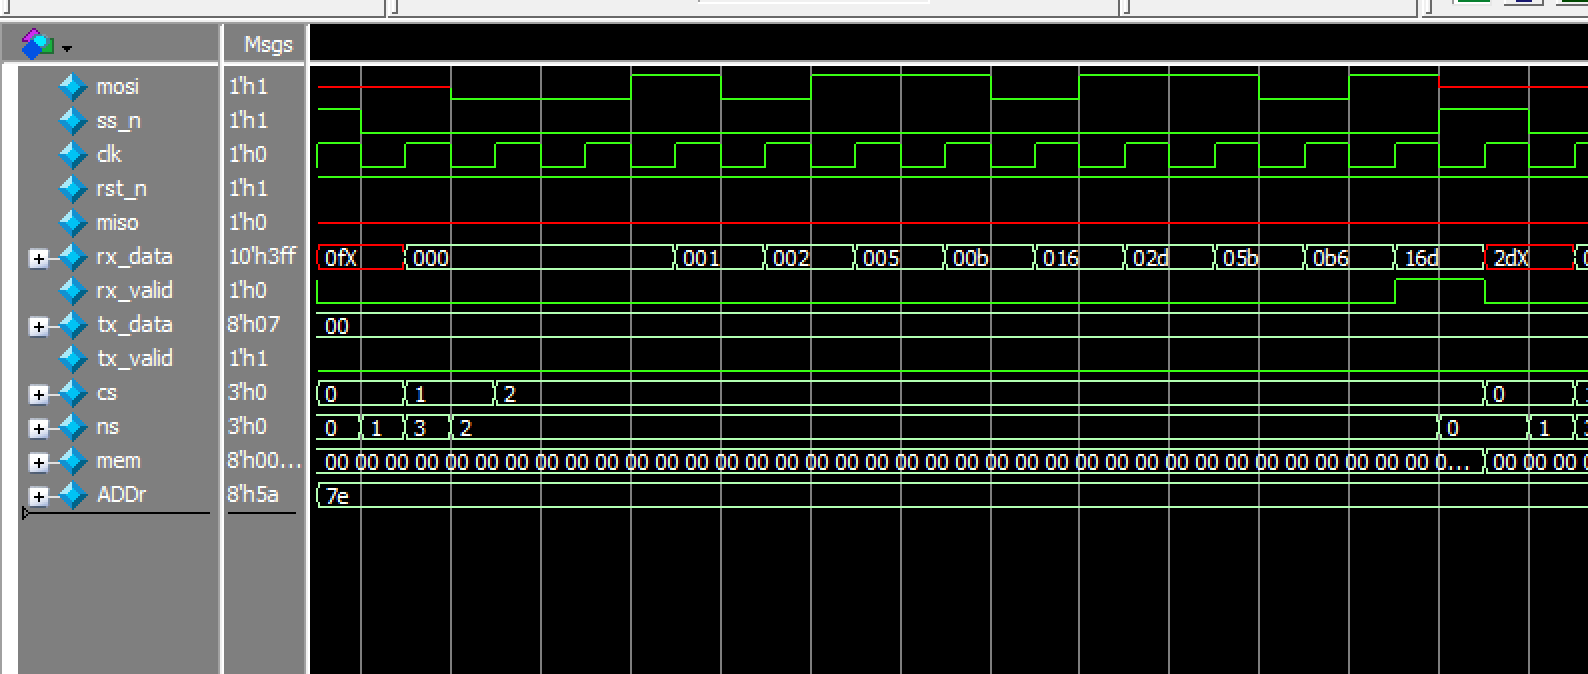 Msgs
mosi 1'h1
ss_n 1'h1
clk 1'h0
rst_n 1'h1
miso 1'h0
rx_data 10'h3ff 0fX 000 001 002 005 00b 016 02d 05b 0b6 16d 2dX
rx_valid 1'h0
tx_data 8'h07 00
tx_valid 1'h1
cs 3'h0 0 1 2 0
ns 3'h0 0 1 3 2 0 1
mem 8'h00... 00 00 00 00 00 00 00 00 00 00 00 00 00 00 00 00 00 00 00 00 00 00 00 00 00 00 00 00 00 00 00 00 00 00 00 00 00 0... 00 00 00
ADDr 8'h5a 7e